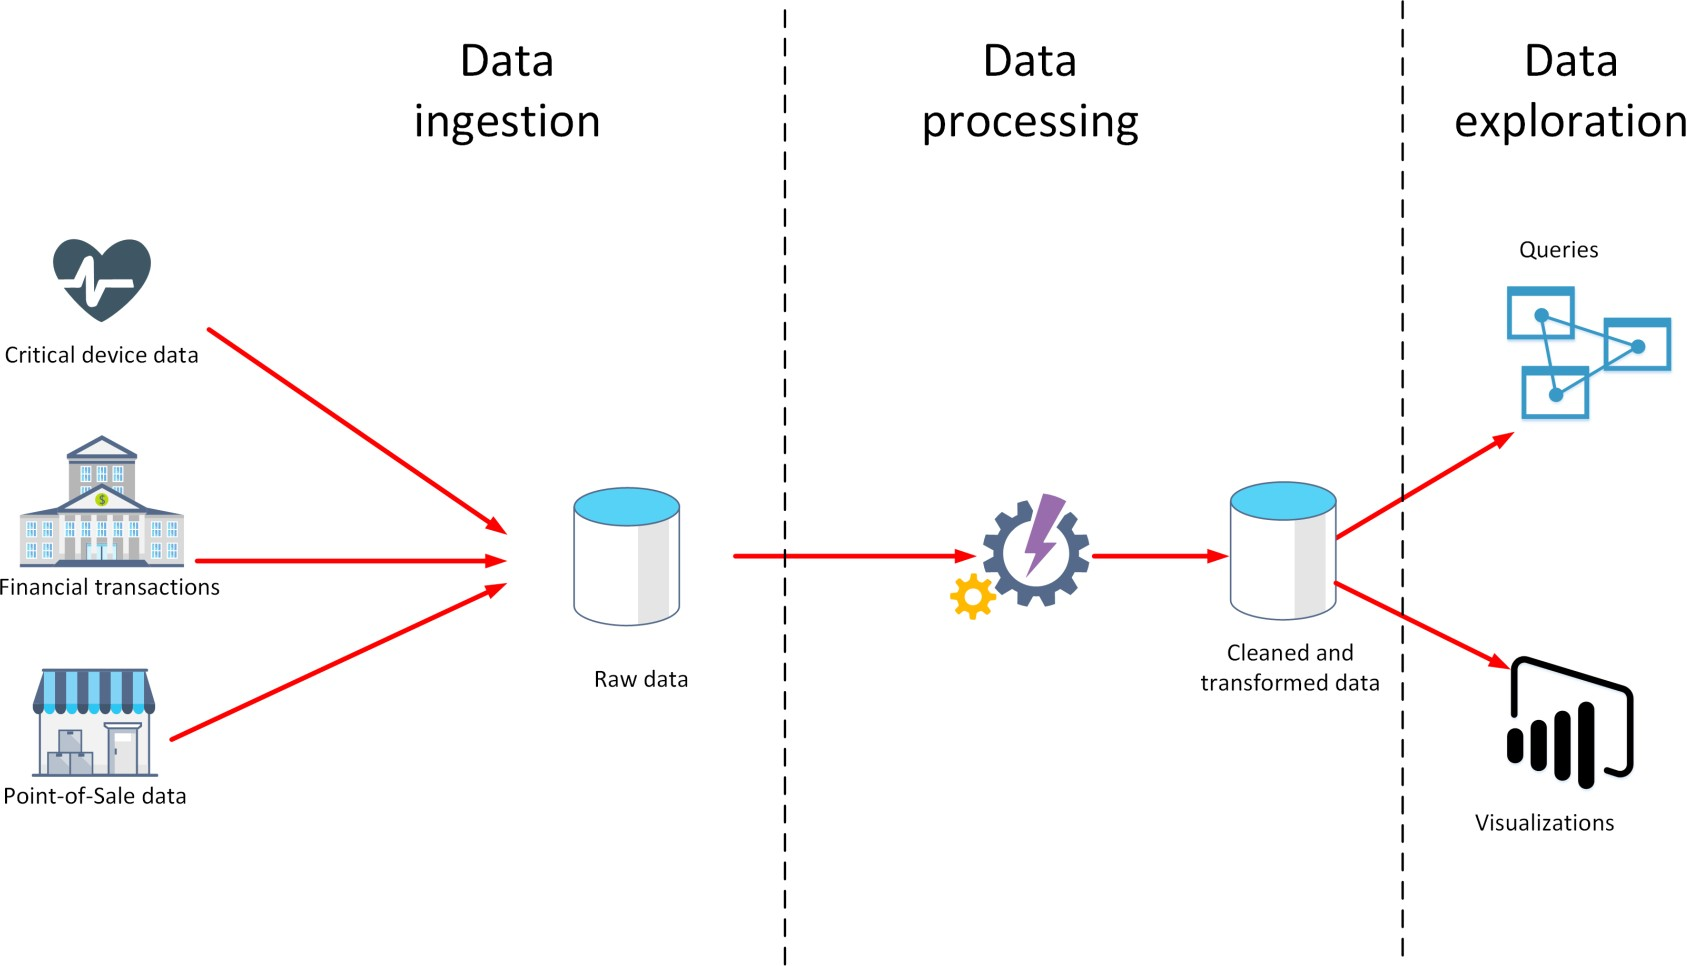 Data
ingestion
Data
processing
Data
exploration
Critical device data
$
Financial transactions
Point-of-Sale data
Raw data
Cleaned and
transformed data
Queries
Visualizations